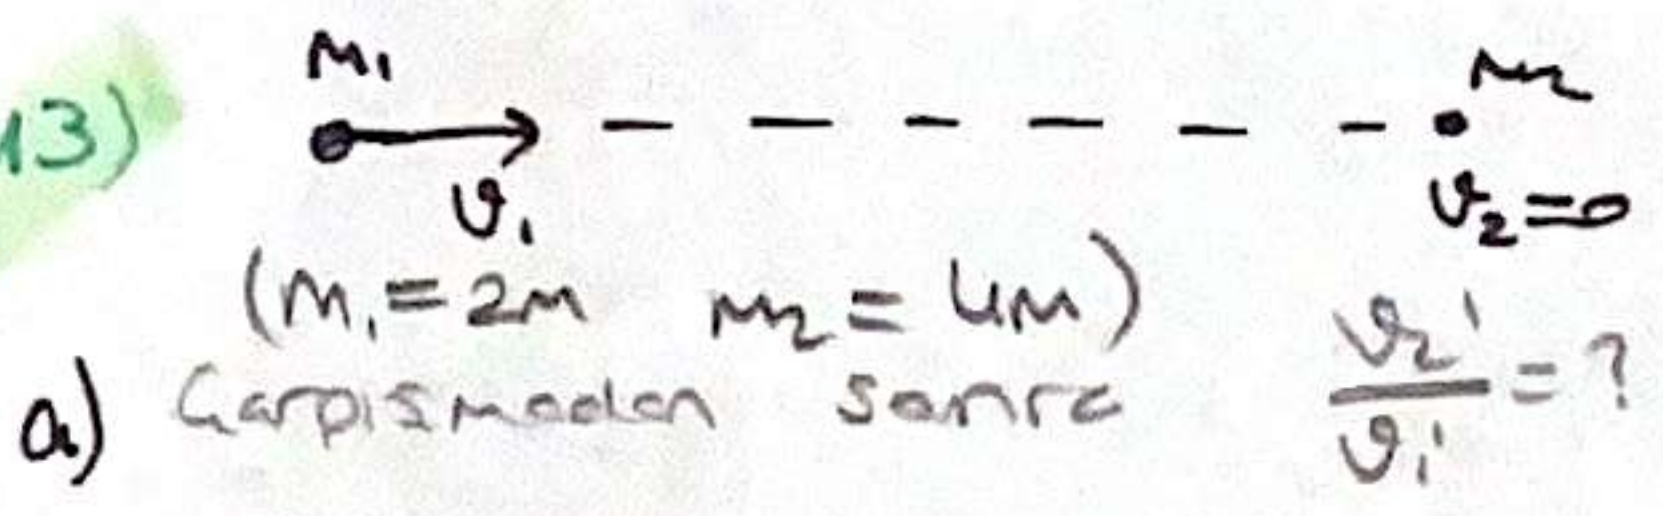 13) m₁ m₂
v₁ v₂=0
(m₁=2m m₂=4m)
a) Çarpışmadan sonra v₂'/v₁'=?